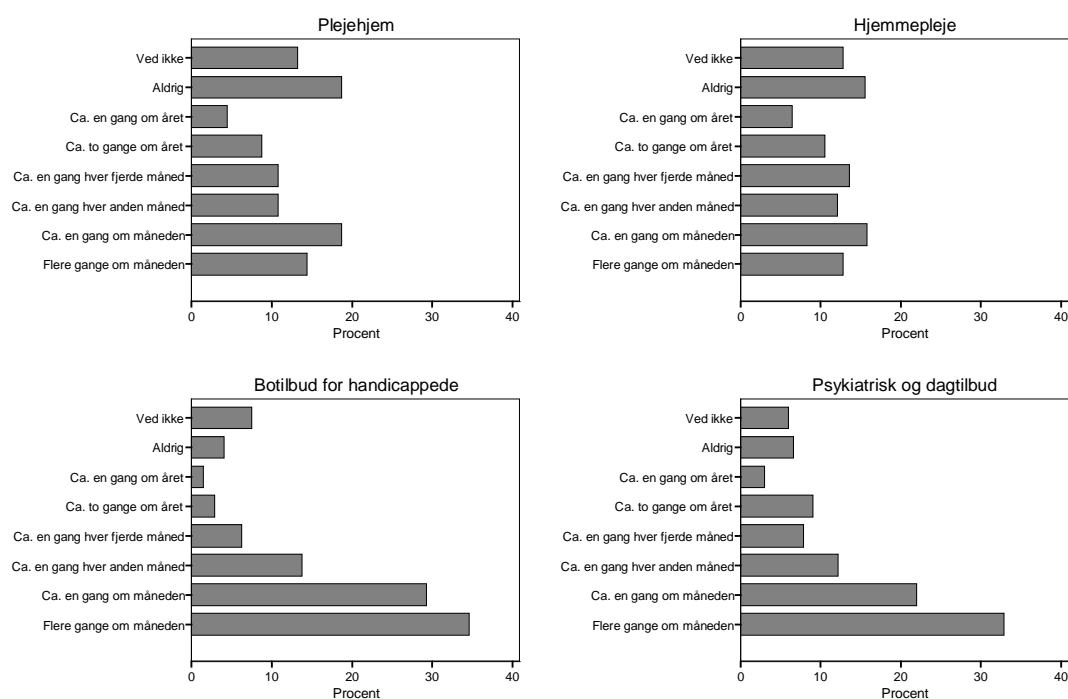 Plejehjem
Ved ikke
Aldrig
Ca. en gang om året
Ca. to gange om året
Ca. en gang hver fjerde måned
Ca. en gang hver anden måned
Ca. en gang om måneden
Flere gange om måneden
0 10 20 30 40
Procent
Hjemmepleje
Ved ikke
Aldrig
Ca. en gang om året
Ca. to gange om året
Ca. en gang hver fjerde måned
Ca. en gang hver anden måned
Ca. en gang om måneden
Flere gange om måneden
0 10 20 30 40
Procent
Botilbud for handicappede
Ved ikke
Aldrig
Ca. en gang om året
Ca. to gange om året
Ca. en gang hver fjerde måned
Ca. en gang hver anden måned
Ca. en gang om måneden
Flere gange om måneden
0 10 20 30 40
Procent
Psykiatrisk og dagtilbud
Ved ikke
Aldrig
Ca. en gang om året
Ca. to gange om året
Ca. en gang hver fjerde måned
Ca. en gang hver anden måned
Ca. en gang om måneden
Flere gange om måneden
0 10 20 30 40
Procent